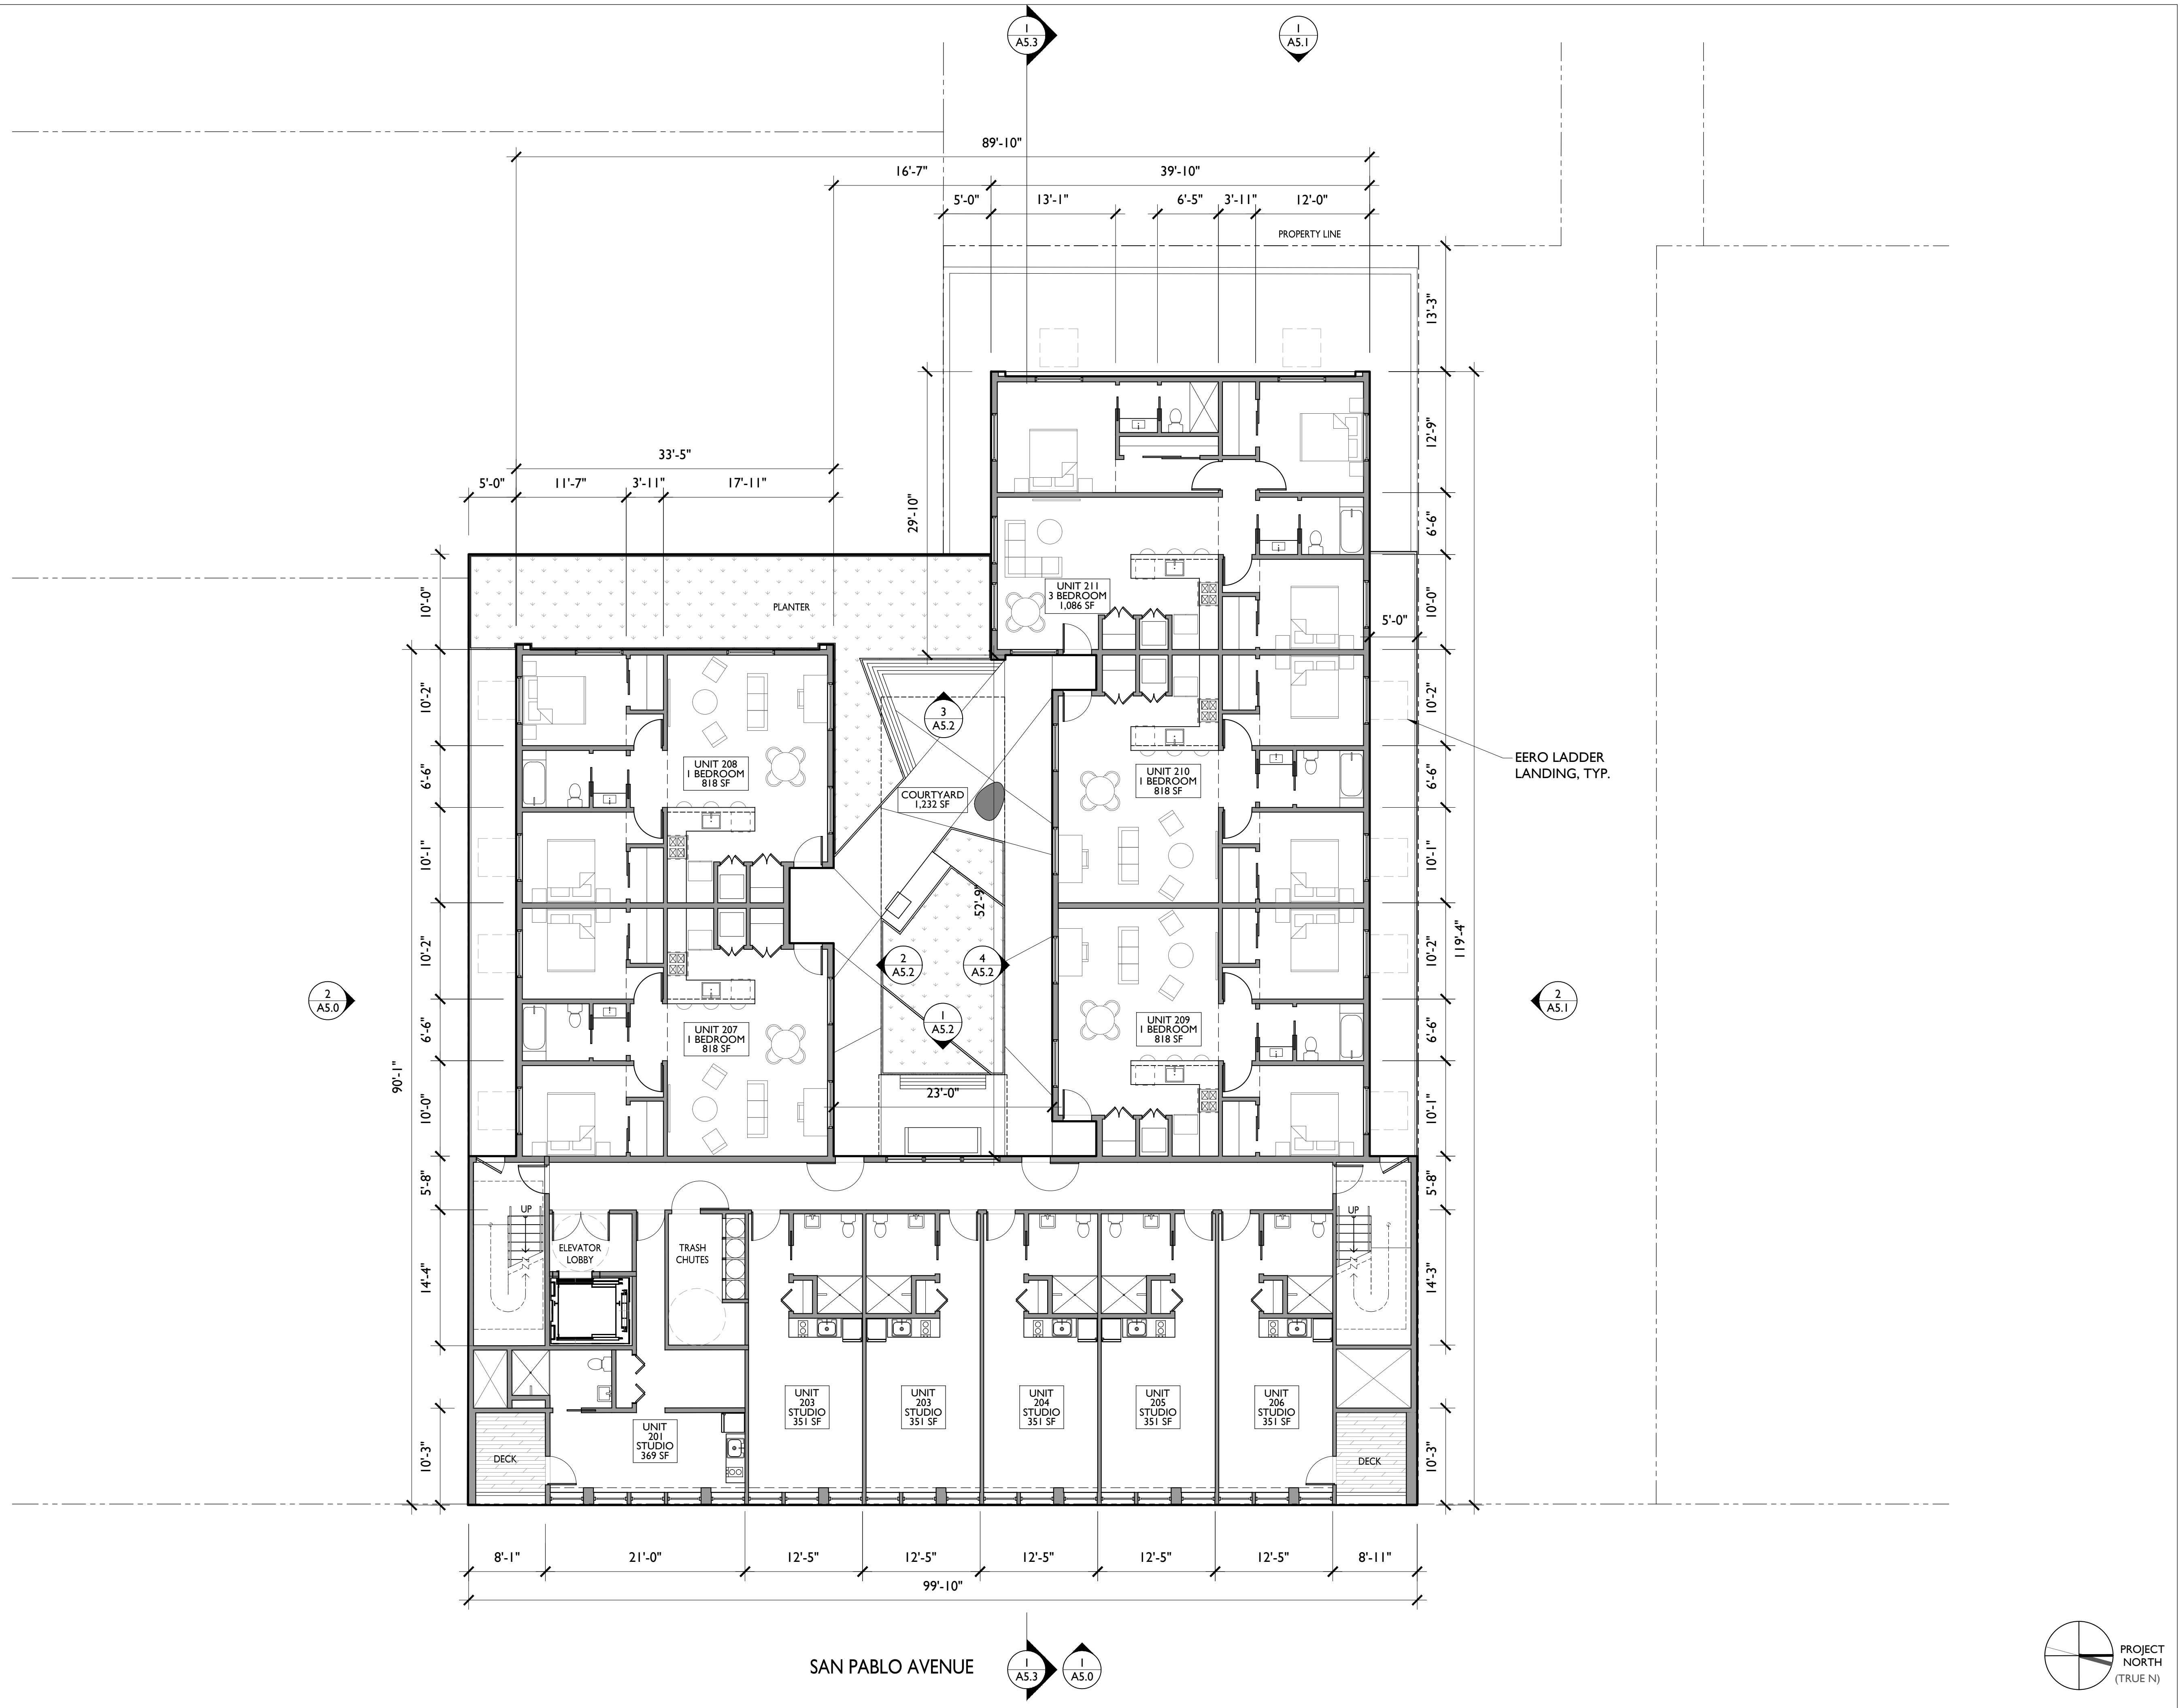 1
A5.3
1
A5.1
89'-10"
16'-7"
39'-10"
5'-0"
13'-1"
6'-5"
3'-11"
12'-0"
PROPERTY LINE
13'-3"
33'-5"
5'-0"
11'-7"
3'-11"
17'-11"
29'-10"
12'-9"
6'-6"
10'-0"
PLANTER
UNIT 211
3 BEDROOM
1,086 SF
10'-0"
5'-0"
10'-2"
3
A5.2
10'-2"
UNIT 208
1 BEDROOM
818 SF
UNIT 210
1 BEDROOM
818 SF
EERO LADDER
LANDING, TYP.
6'-6"
COURTYARD
1,232 SF
6'-6"
10'-1"
10'-1"
52'-9"
10'-2"
2
A5.2
4
A5.2
10'-2"
119'-4"
2
A5.0
2
A5.1
UNIT 207
1 BEDROOM
818 SF
1
A5.2
UNIT 209
1 BEDROOM
818 SF
6'-6"
6'-6"
90'-1"
10'-0"
23'-0"
10'-1"
5'-8"
5'-8"
UP
UP
ELEVATOR
LOBBY
TRASH
CHUTES
14'-4"
14'-3"
UNIT
203
STUDIO
351 SF
UNIT
203
STUDIO
351 SF
UNIT
204
STUDIO
351 SF
UNIT
205
STUDIO
351 SF
UNIT
206
STUDIO
351 SF
UNIT
201
STUDIO
369 SF
10'-3"
DECK
DECK
10'-3"
8'-1"
21'-0"
12'-5"
12'-5"
12'-5"
12'-5"
12'-5"
8'-11"
99'-10"
SAN PABLO AVENUE
1
A5.3
1
A5.0
PROJECT
NORTH
(TRUE N)